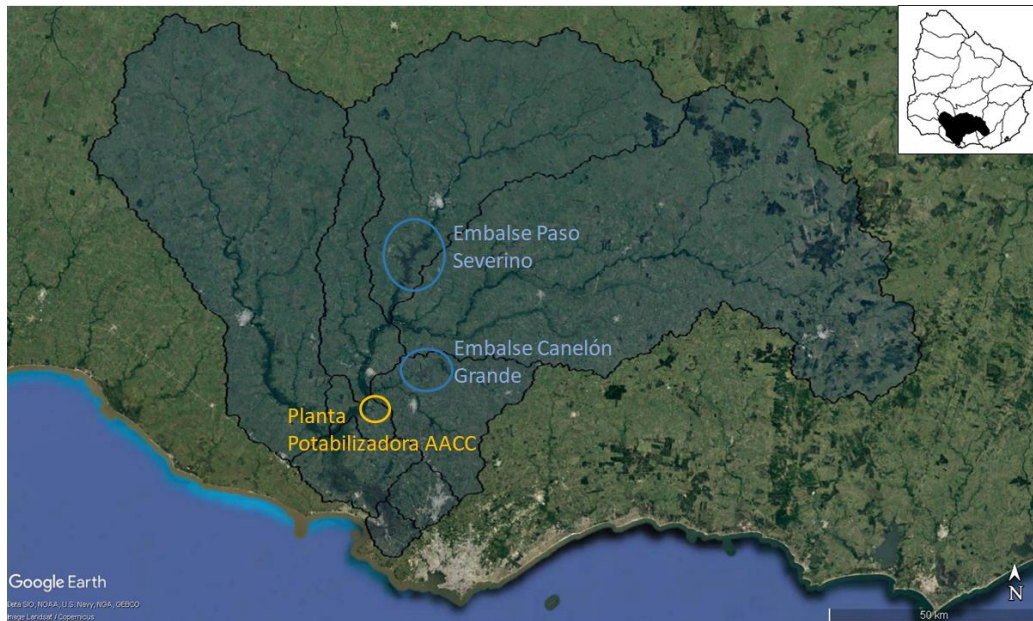 Embalse Paso
Severino
Embalse Canelón
Grande
Planta
Potabilizadora AACC
Google Earth
Data SIO, NOAA, U.S. Navy, NGA, GEBCO
Image Landsat / Copernicus
N
50 km